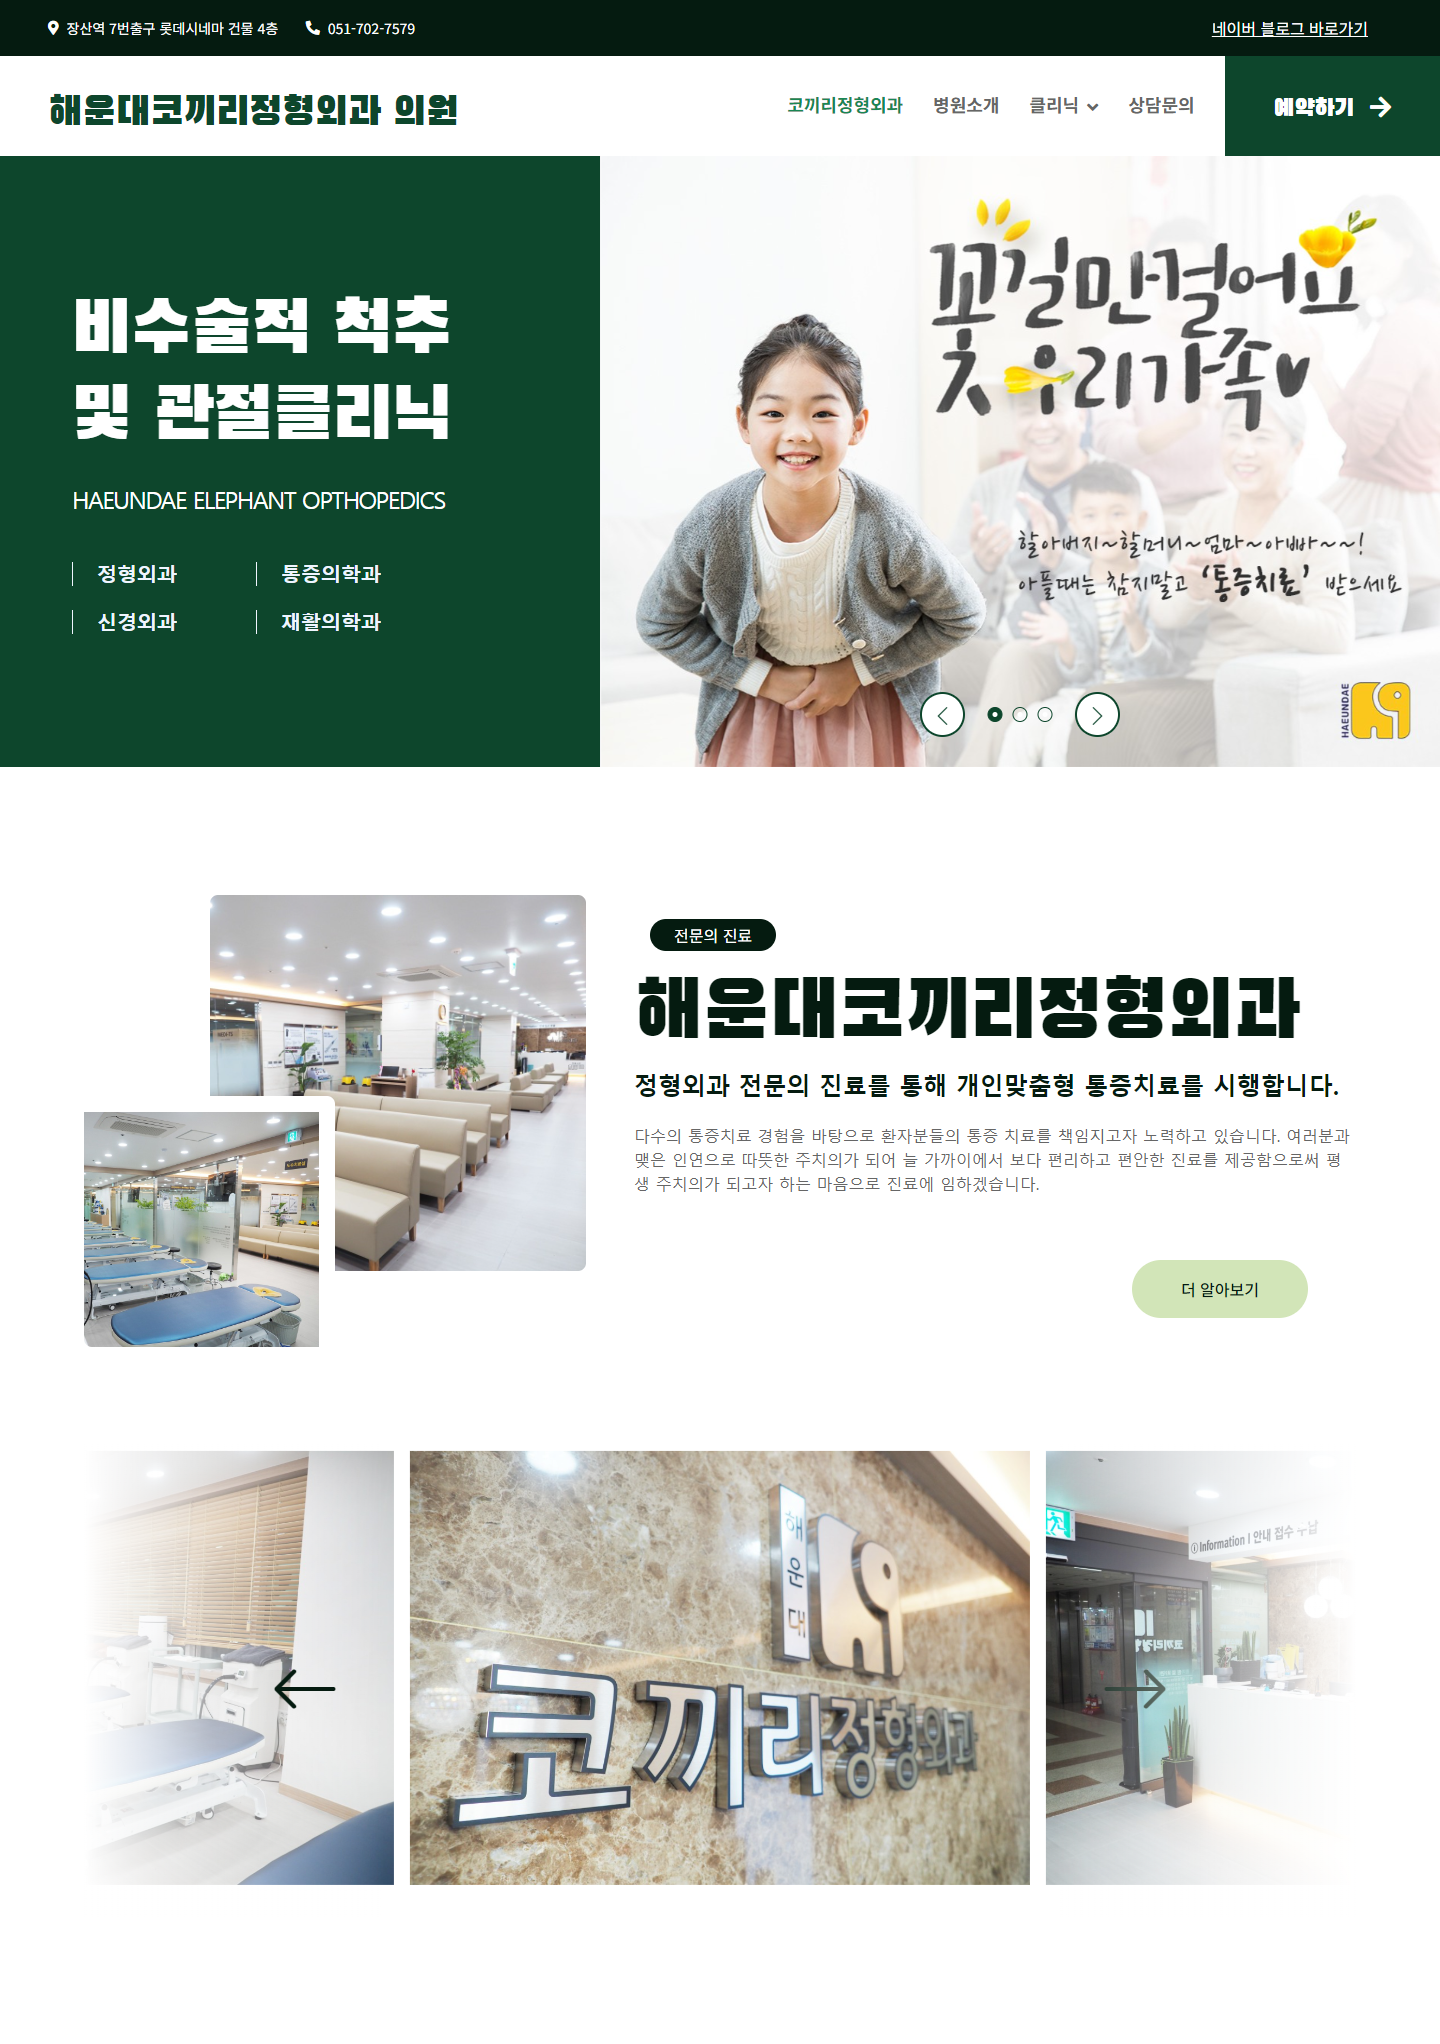 장산역 7번출구 롯데시네마 건물 4층
051-702-7579
네이버 블로그 바로가기
해운대코끼리정형외과 의원
코끼리정형외과
병원소개
클리닉
상담문의
예약하기
비수술적 척추
및 관절클리닉
HAEUNDAE ELEPHANT OPTHOPEDICS
정형외과
통증의학과
신경외과
재활의학과
꽃길만걸어요
우리가족
할아버지~할머니~엄마~아빠~~!
아플때는 참지말고 '통증치료' 받으세요
HAEUNDAE
전문의 진료
해운대코끼리정형외과
정형외과 전문의 진료를 통해 개인맞춤형 통증치료를 시행합니다.
다수의 통증치료 경험을 바탕으로 환자분들의 통증 치료를 책임지고자 노력하고 있습니다. 여러분과
맺은 인연으로 따뜻한 주치의가 되어 늘 가까이에서 보다 편리하고 편안한 진료를 제공함으로써 평
생 주치의가 되고자 하는 마음으로 진료에 임하겠습니다.
더 알아보기
해운대
코끼리정형외과
Information | 안내 접수 수납